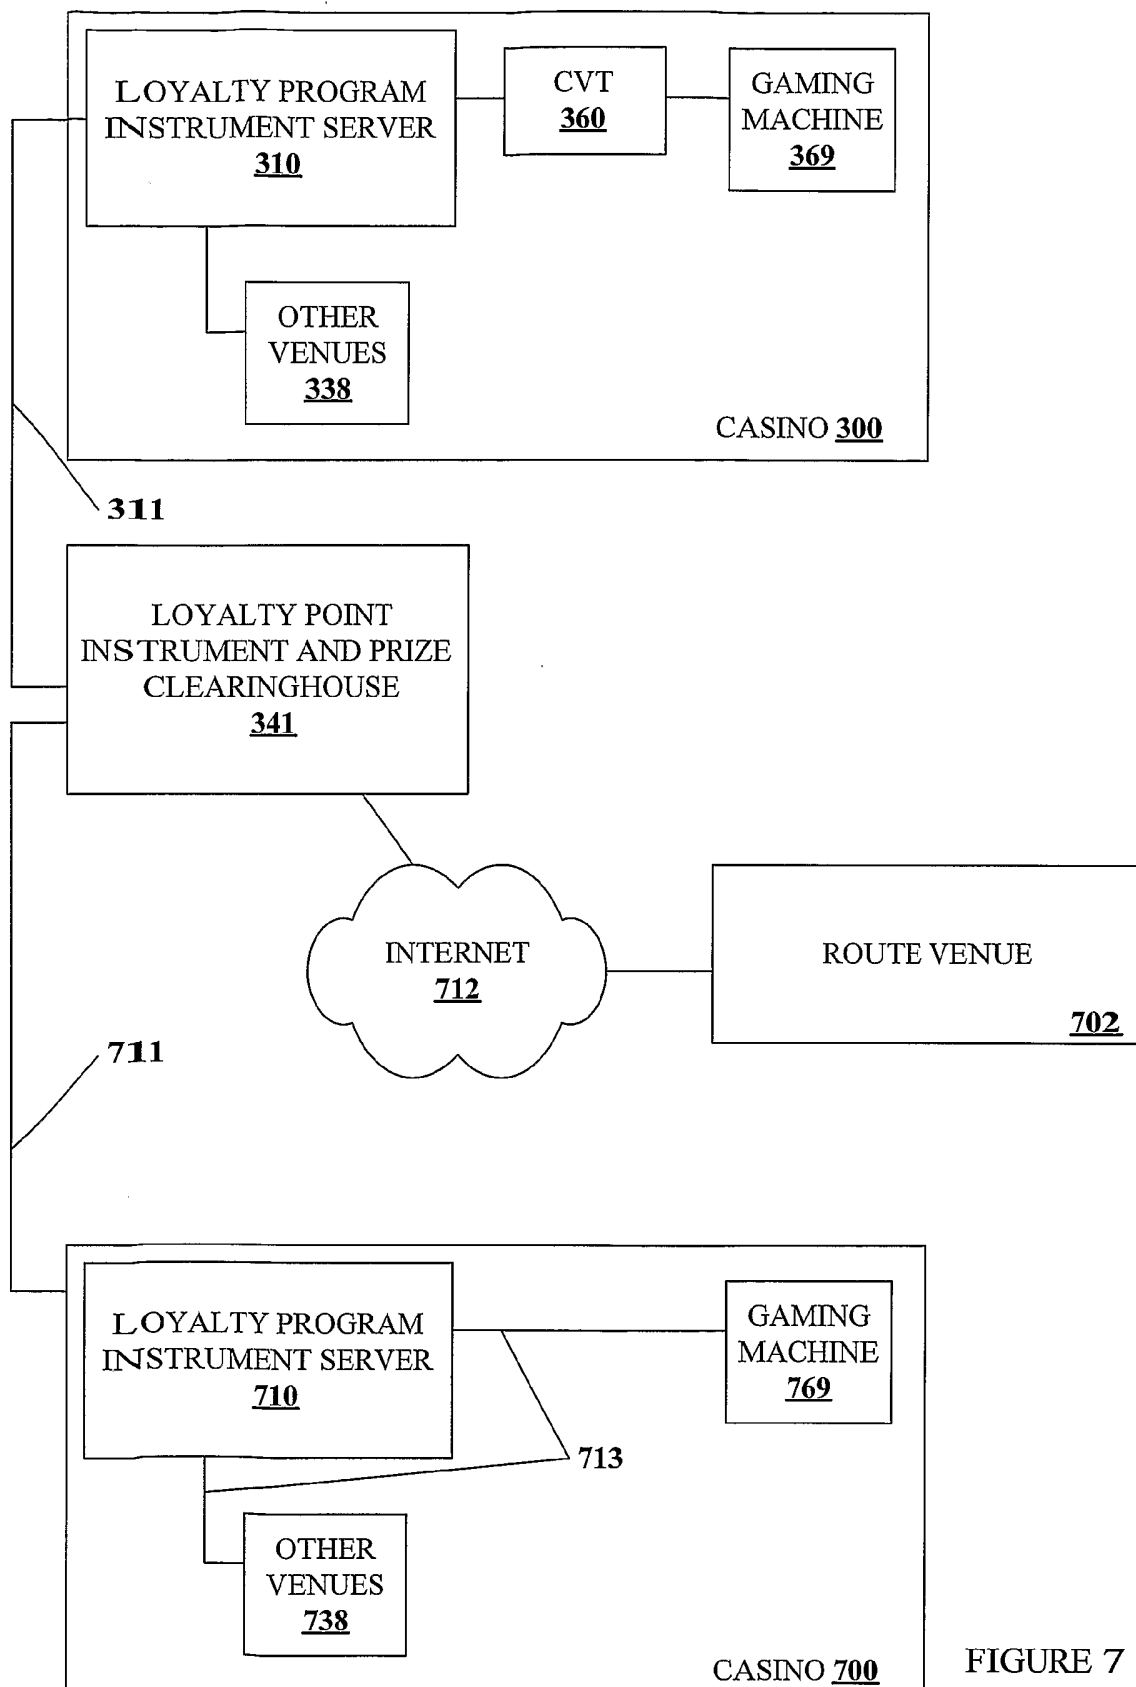 LOYALTY PROGRAM
INSTRUMENT SERVER
310
CVT
360
GAMING
MACHINE
369
OTHER
VENUES
338
CASINO 300
311
LOYALTY POINT
INSTRUMENT AND PRIZE
CLEARINGHOUSE
341
INTERNET
712
ROUTE VENUE
702
711
LOYALTY PROGRAM
INSTRUMENT SERVER
710
GAMING
MACHINE
769
713
OTHER
VENUES
738
CASINO 700
FIGURE 7